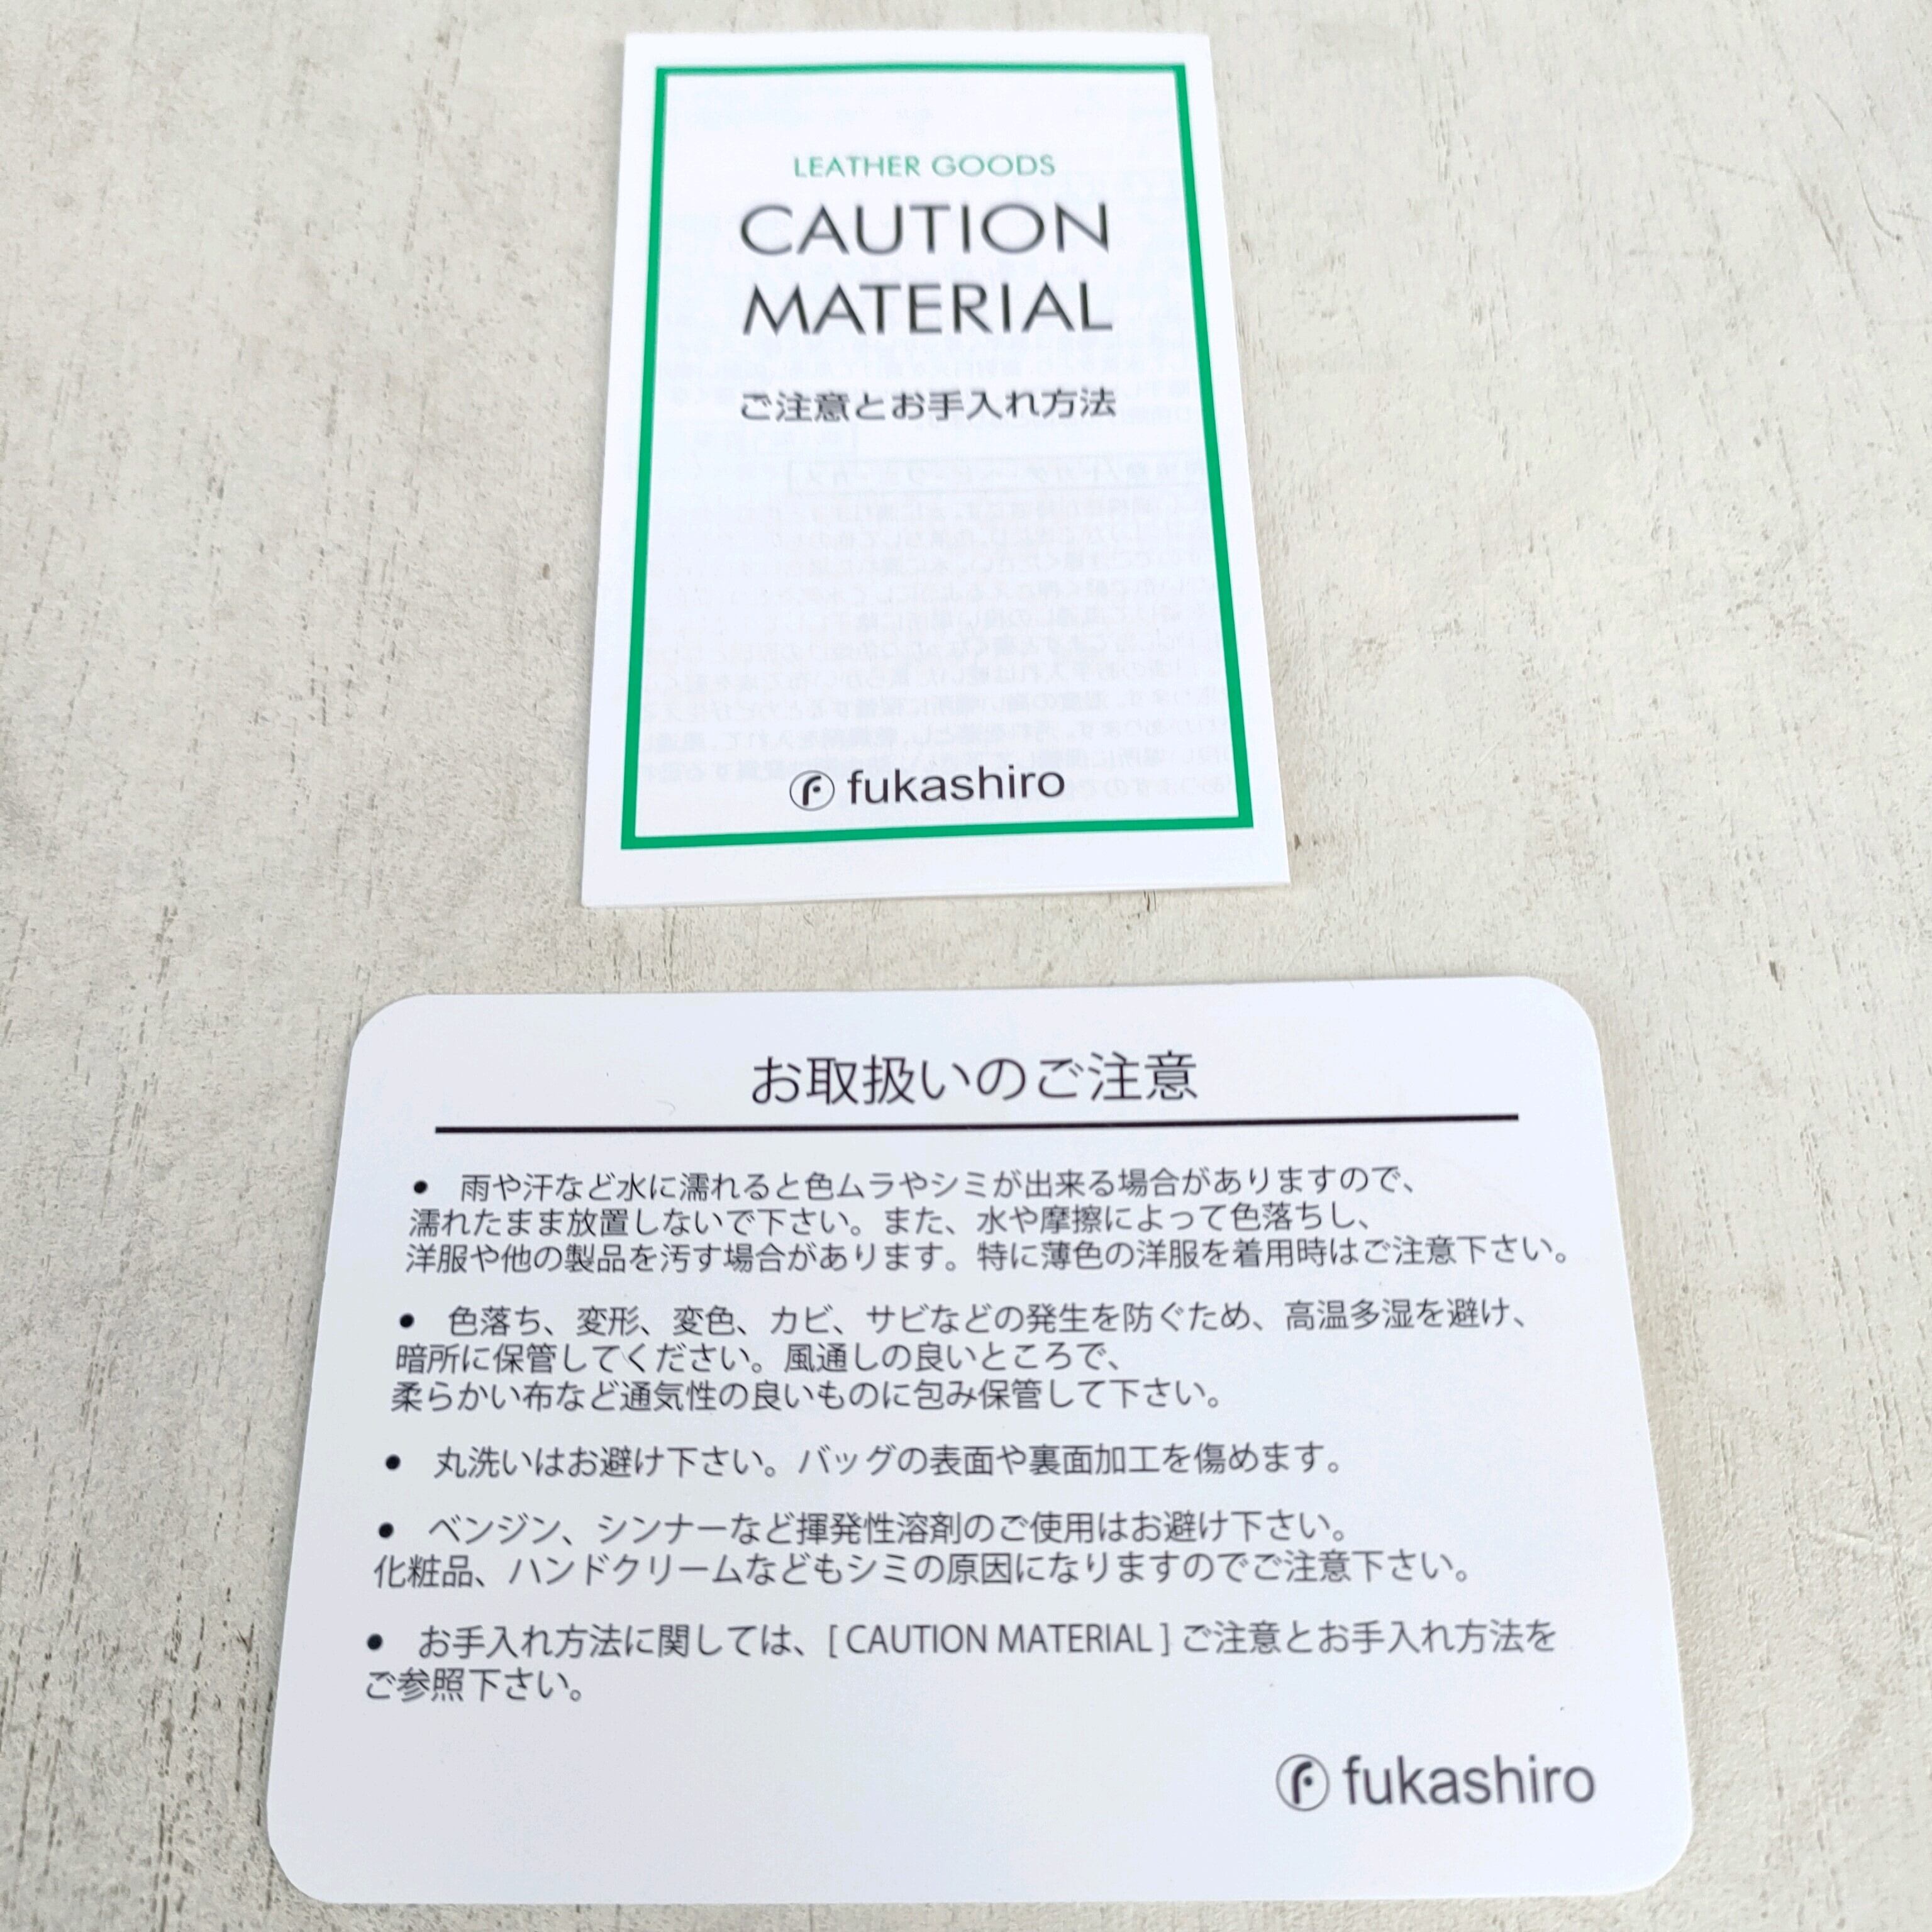 LEATHER GOODS
CAUTION
MATERIAL
ご注意とお手入れ方法
fukashiro
お取扱いのご注意
● 雨や汗など水に濡れると色ムラやシミが出来る場合がありますので、
濡れたまま放置しないで下さい。また、水や摩擦によって色落ちし、
洋服や他の製品を汚す場合があります。特に薄色の洋服を着用時はご注意下さい。
● 色落ち、変形、変色、カビ、サビなどの発生を防ぐため、高温多湿を避け、
暗所に保管してください。風通しの良いところで、
柔らかい布など通気性の良いものに包み保管して下さい。
● 丸洗いはお避け下さい。バッグの表面や裏面加工を傷めます。
● ベンジン、シンナーなど揮発性溶剤のご使用はお避け下さい。
化粧品、ハンドクリームなどもシミの原因になりますのでご注意下さい。
● お手入れ方法に関しては、[ CAUTION MATERIAL ] ご注意とお手入れ方法を
ご参照下さい。
fukashiro